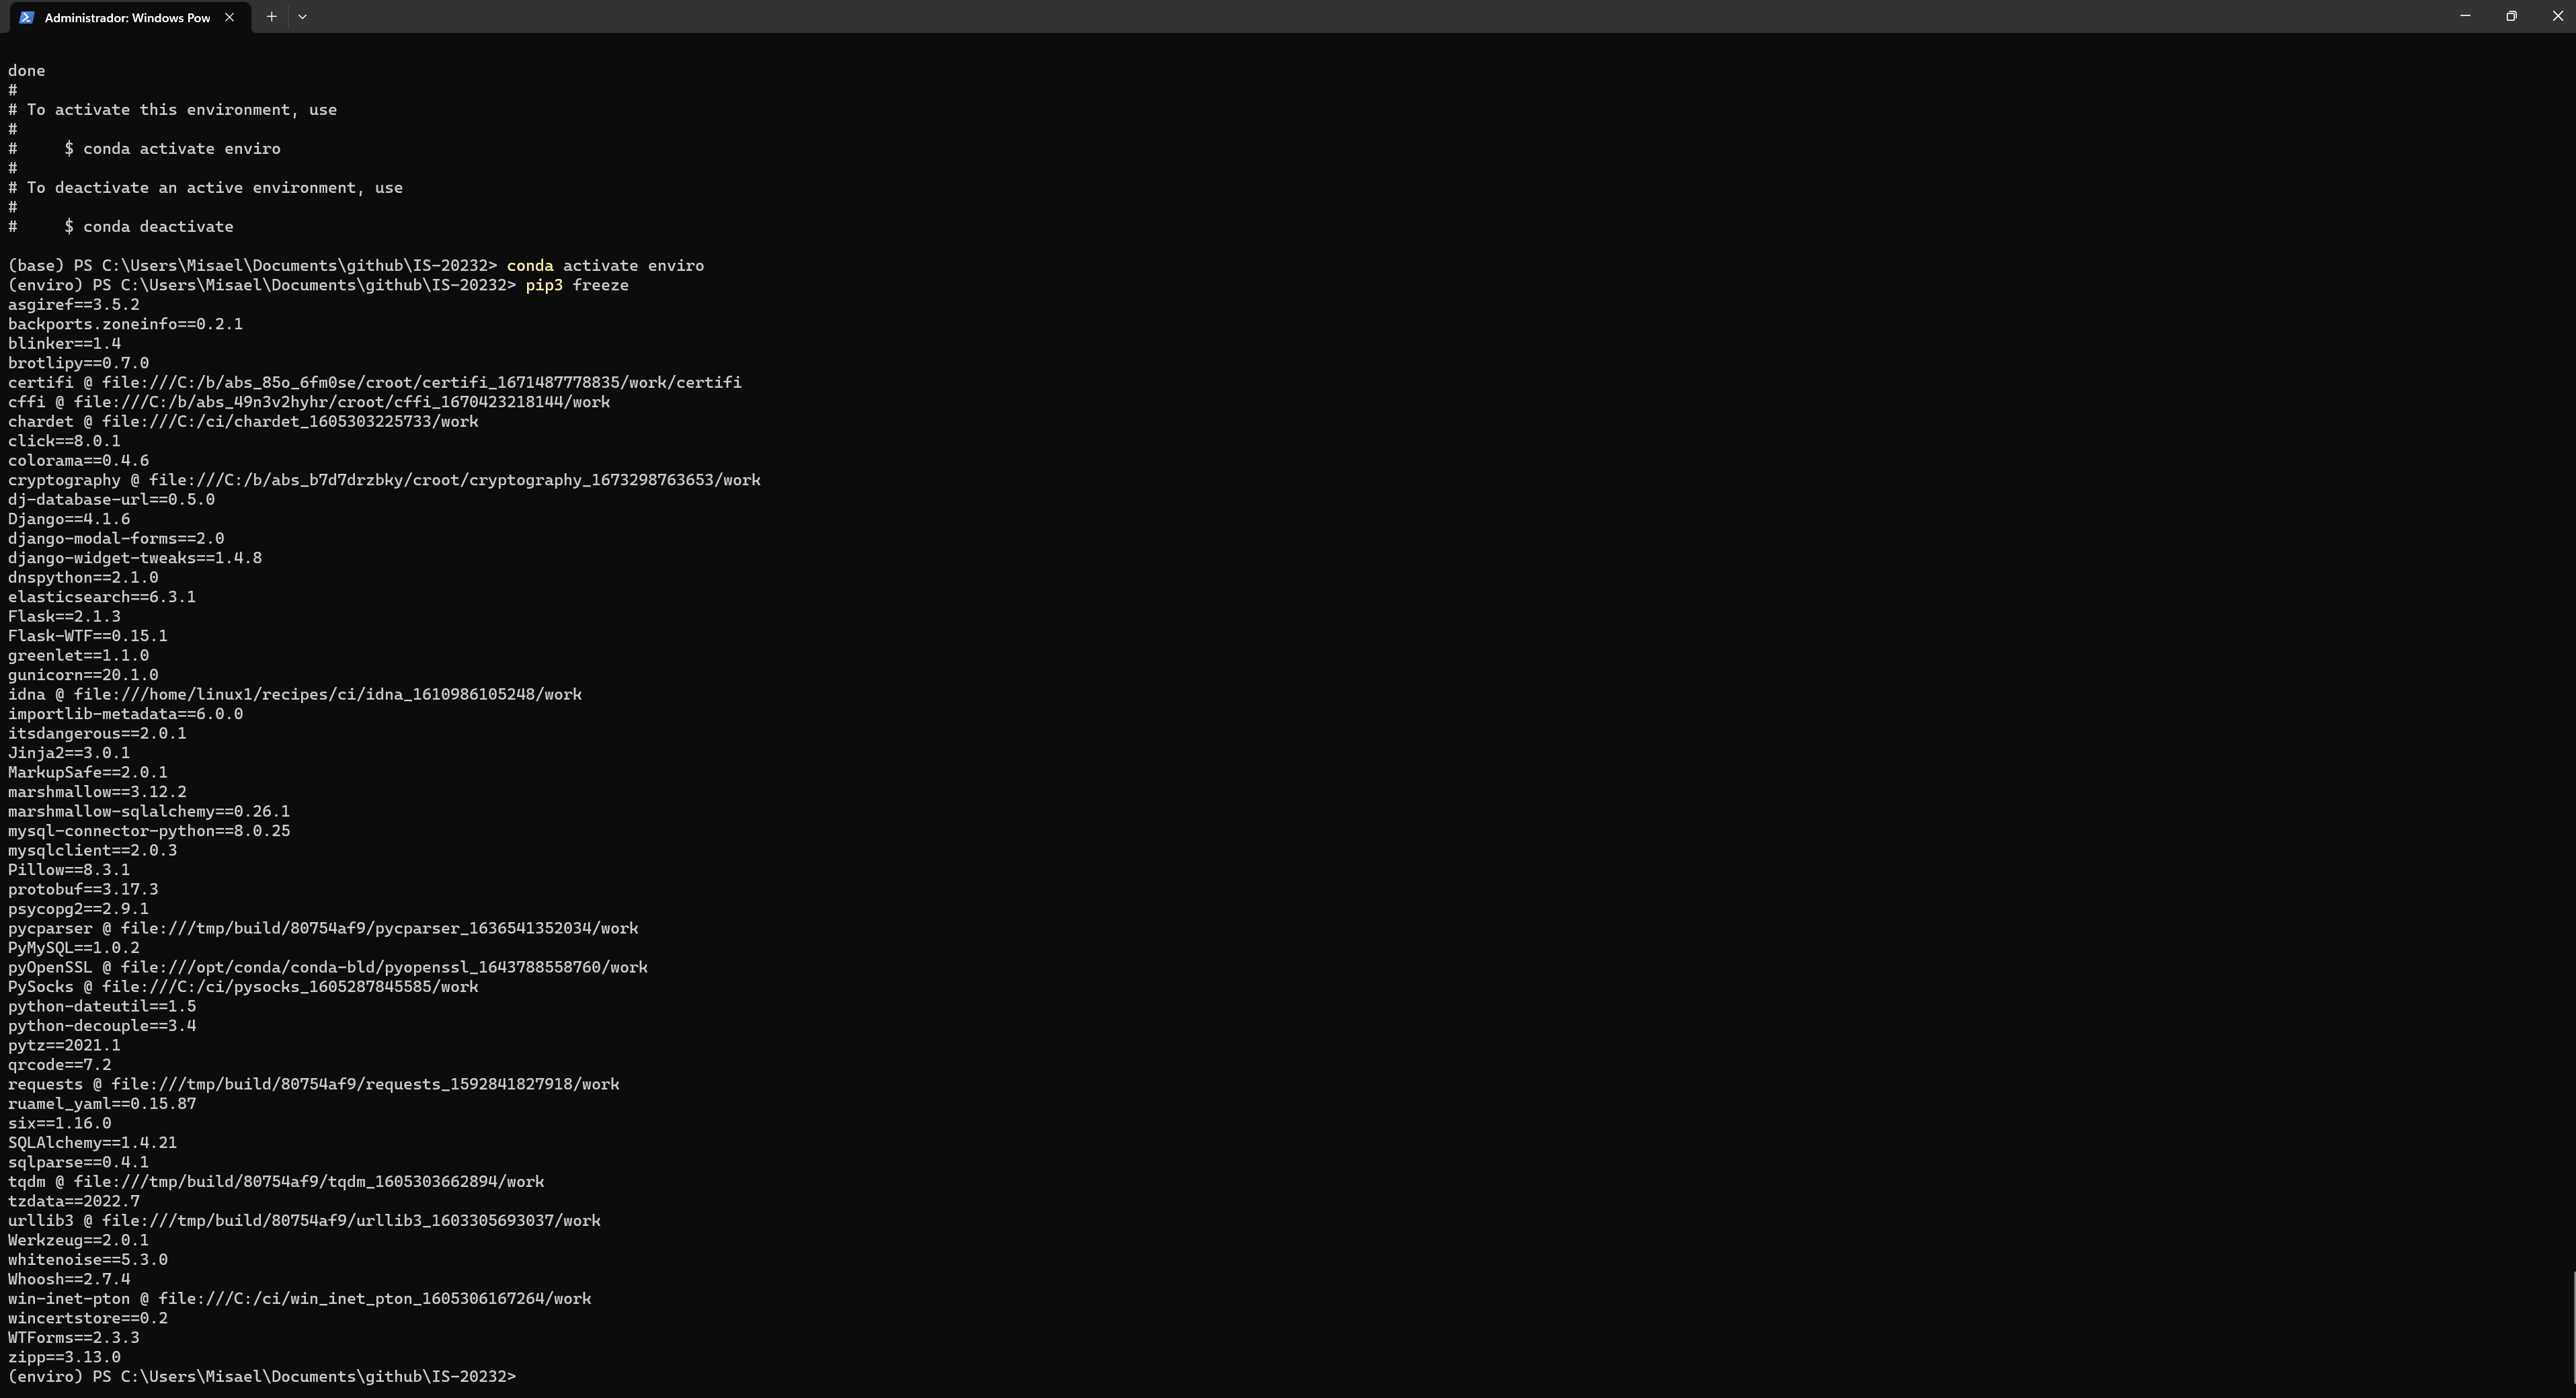 Administrador: Windows Pow
done
#
# To activate this environment, use
#
#     $ conda activate enviro
#
# To deactivate an active environment, use
#
#     $ conda deactivate
(base) PS C:\Users\Misael\Documents\github\IS-20232> conda activate enviro
(enviro) PS C:\Users\Misael\Documents\github\IS-20232> pip3 freeze
asgiref==3.5.2
backports.zoneinfo==0.2.1
blinker==1.4
brotlipy==0.7.0
certifi @ file:///C:/b/abs_85o_6fm0se/croot/certifi_1671487778835/work/certifi
cffi @ file:///C:/b/abs_49n3v2hyhr/croot/cffi_1670423218144/work
chardet @ file:///C:/ci/chardet_1605303225733/work
click==8.0.1
colorama==0.4.6
cryptography @ file:///C:/b/abs_b7d7drzbky/croot/cryptography_1673298763653/work
dj-database-url==0.5.0
Django==4.1.6
django-modal-forms==2.0
django-widget-tweaks==1.4.8
dnspython==2.1.0
elasticsearch==6.3.1
Flask==2.1.3
Flask-WTF==0.15.1
greenlet==1.1.0
gunicorn==20.1.0
idna @ file:///home/linux1/recipes/ci/idna_1610986105248/work
importlib-metadata==6.0.0
itsdangerous==2.0.1
Jinja2==3.0.1
MarkupSafe==2.0.1
marshmallow==3.12.2
marshmallow-sqlalchemy==0.26.1
mysql-connector-python==8.0.25
mysqlclient==2.0.3
Pillow==8.3.1
protobuf==3.17.3
psycopg2==2.9.1
pycparser @ file:///tmp/build/80754af9/pycparser_1636541352034/work
PyMySQL==1.0.2
pyOpenSSL @ file:///opt/conda/conda-bld/pyopenssl_1643788558760/work
PySocks @ file:///C:/ci/pysocks_1605287845585/work
python-dateutil==1.5
python-decouple==3.4
pytz==2021.1
qrcode==7.2
requests @ file:///tmp/build/80754af9/requests_1592841827918/work
ruamel_yaml==0.15.87
six==1.16.0
SQLAlchemy==1.4.21
sqlparse==0.4.1
tqdm @ file:///tmp/build/80754af9/tqdm_1605303662894/work
tzdata==2022.7
urllib3 @ file:///tmp/build/80754af9/urllib3_1603305693037/work
Werkzeug==2.0.1
whitenoise==5.3.0
Whoosh==2.7.4
win-inet-pton @ file:///C:/ci/win_inet_pton_1605306167264/work
wincertstore==0.2
WTForms==2.3.3
zipp==3.13.0
(enviro) PS C:\Users\Misael\Documents\github\IS-20232>